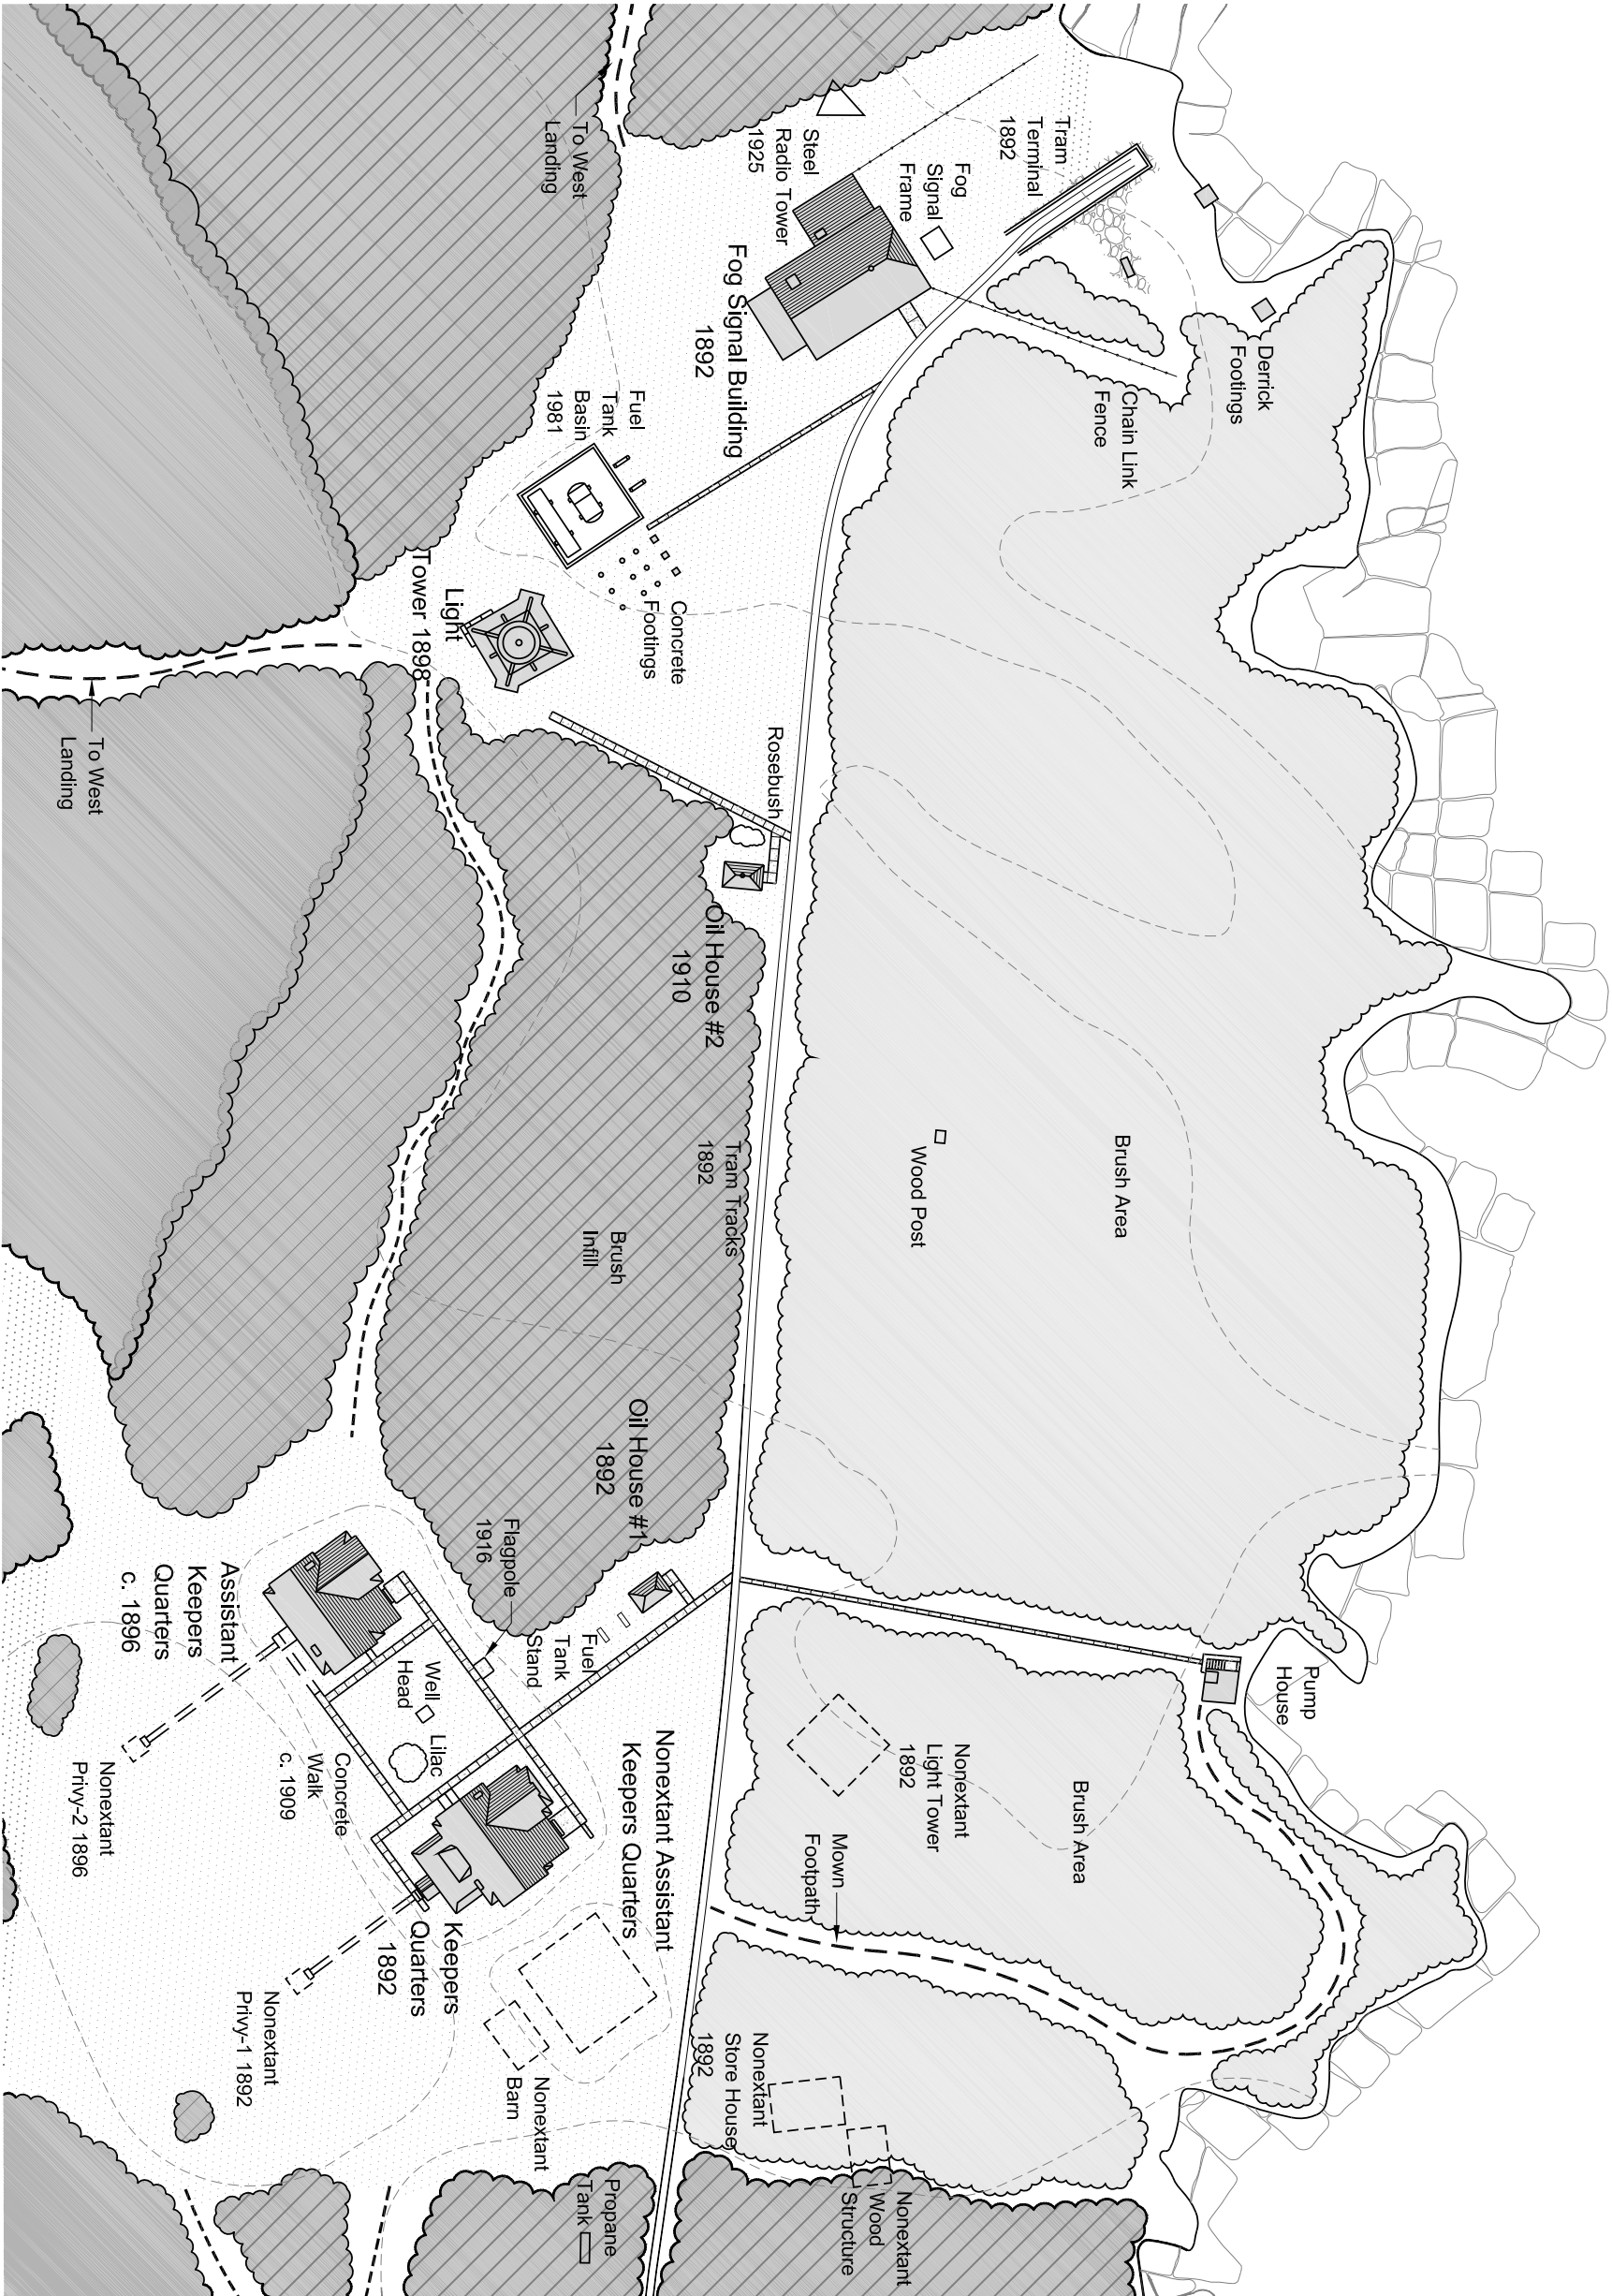 Tram
Terminal
1892
Fog
Signal
Frame
Steel
Radio Tower
1925
To West
Landing
Fog Signal Building
1892
Derrick
Footings
Chain Link
Fence
Fuel
Tank
Basin
1981
Concrete
Footings
Light
Tower 1898
To West
Landing
Rosebush
Oil House #2
1910
Brush Area
Wood Post
Tram Tracks
1892
Brush
Infill
Oil House #1
1892
Flagpole
1916
Fuel
Tank
Stand
Assistant
Keepers
Quarters
c. 1896
Well
Head
Lilac
Concrete
Walk
c. 1909
Nonextant
Privy-2 1896
Pump
House
Nonextant
Light Tower
1892
Brush Area
Mown
Footpath
Nonextant Assistant
Keepers Quarters
Keepers
Quarters
1892
Nonextant
Privy-1 1892
Nonextant
Barn
Nonextant
Store House
1892
Nonextant
Wood
Structure
Propane
Tank